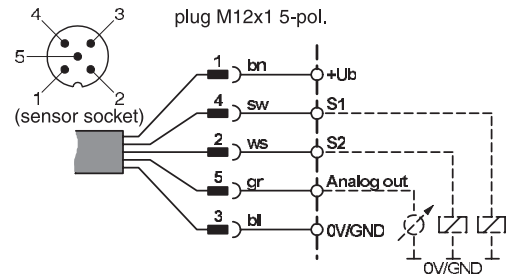 plug M12x1 5-pol.
4 3
5
1 2
(sensor socket)
1 bn +Ub
4 sw S1
2 ws S2
5 gr Analog out
3 bl 0V/GND
0V/GND